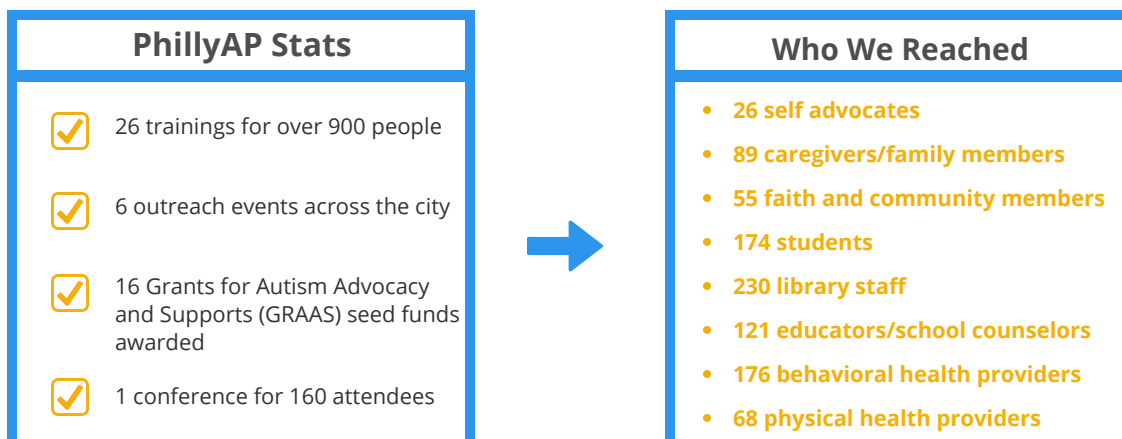 PhillyAP Stats
26 trainings for over 900 people
6 outreach events across the city
16 Grants for Autism Advocacy
and Supports (GRAAS) seed funds
awarded
1 conference for 160 attendees
Who We Reached
26 self advocates
89 caregivers/family members
55 faith and community members
174 students
230 library staff
121 educators/school counselors
176 behavioral health providers
68 physical health providers